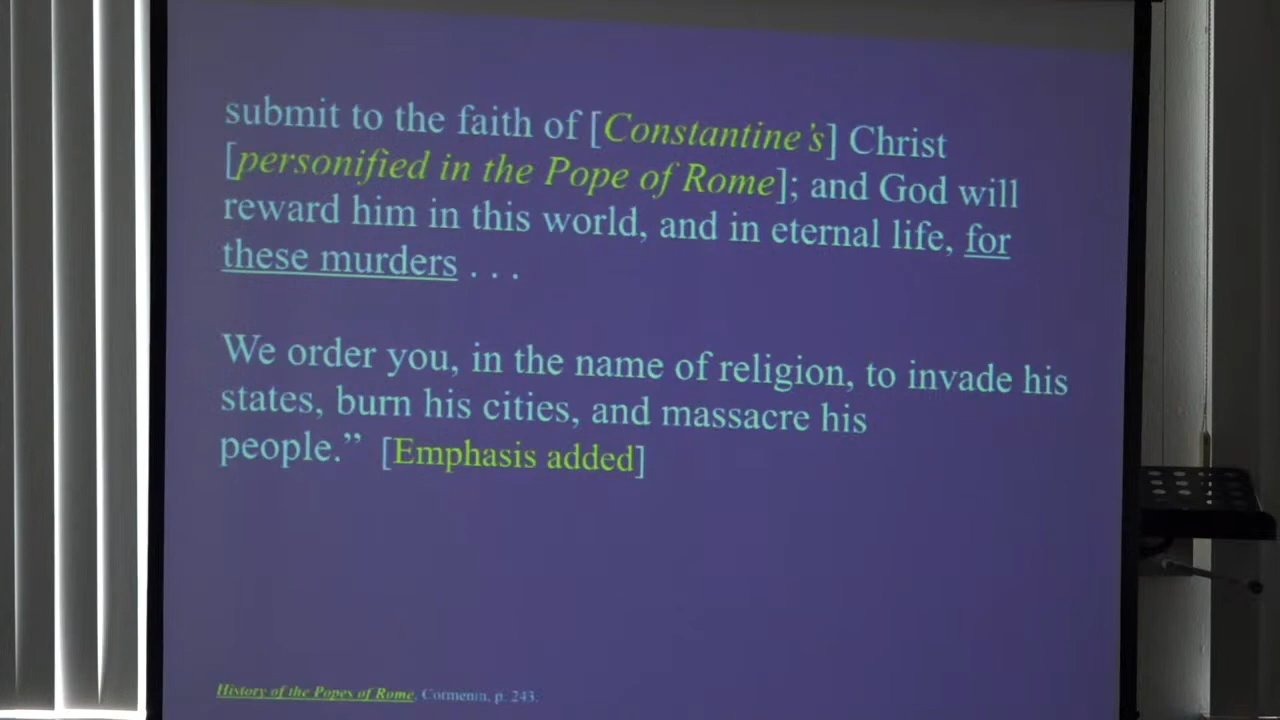 submit to the faith of [Constantine's] Christ
[personified in the Pope of Rome]; and God will
reward him in this world, and in eternal life, for
these murders . . .
We order you, in the name of religion, to invade his
states, burn his cities, and massacre his
people.” [Emphasis added]
History of the Popes of Rome, Cormenin, p. 243.